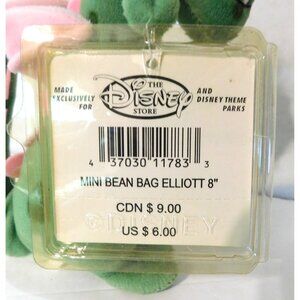 MADE
EXCLUSIVELY
FOR
THE
Disney
STORE
AND
DISNEY THEME
PARKS
4 37030 11783 3
MINI BEAN BAG ELLIOTT 8"
CDN $ 9.00
©DISNEY
US $ 6.00